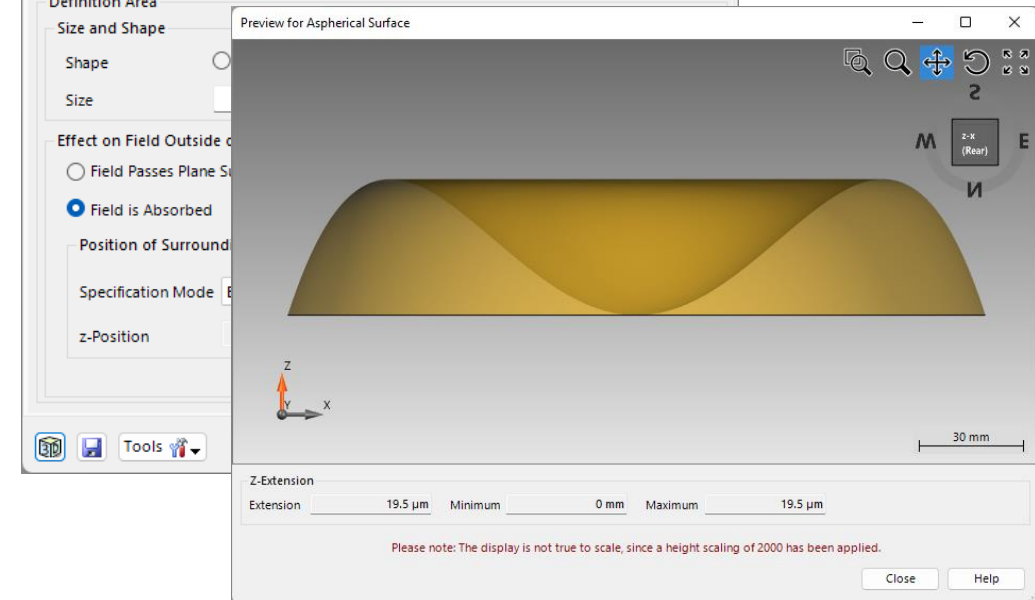 Definition Area
Size and Shape
Shape
Size
Effect on Field Outside
Field Passes Plane
Field is Absorbed
Position of
Specification Mode
z-Position
Tools
Preview for Aspherical Surface
S
W
z-x
(Rear)
E
N
Z
Y
X
30 mm
Z-Extension
Extension 19.5 µm Minimum 0 mm Maximum 19.5 µm
Please note: The display is not true to scale, since a height scaling of 2000 has been applied.
Close Help